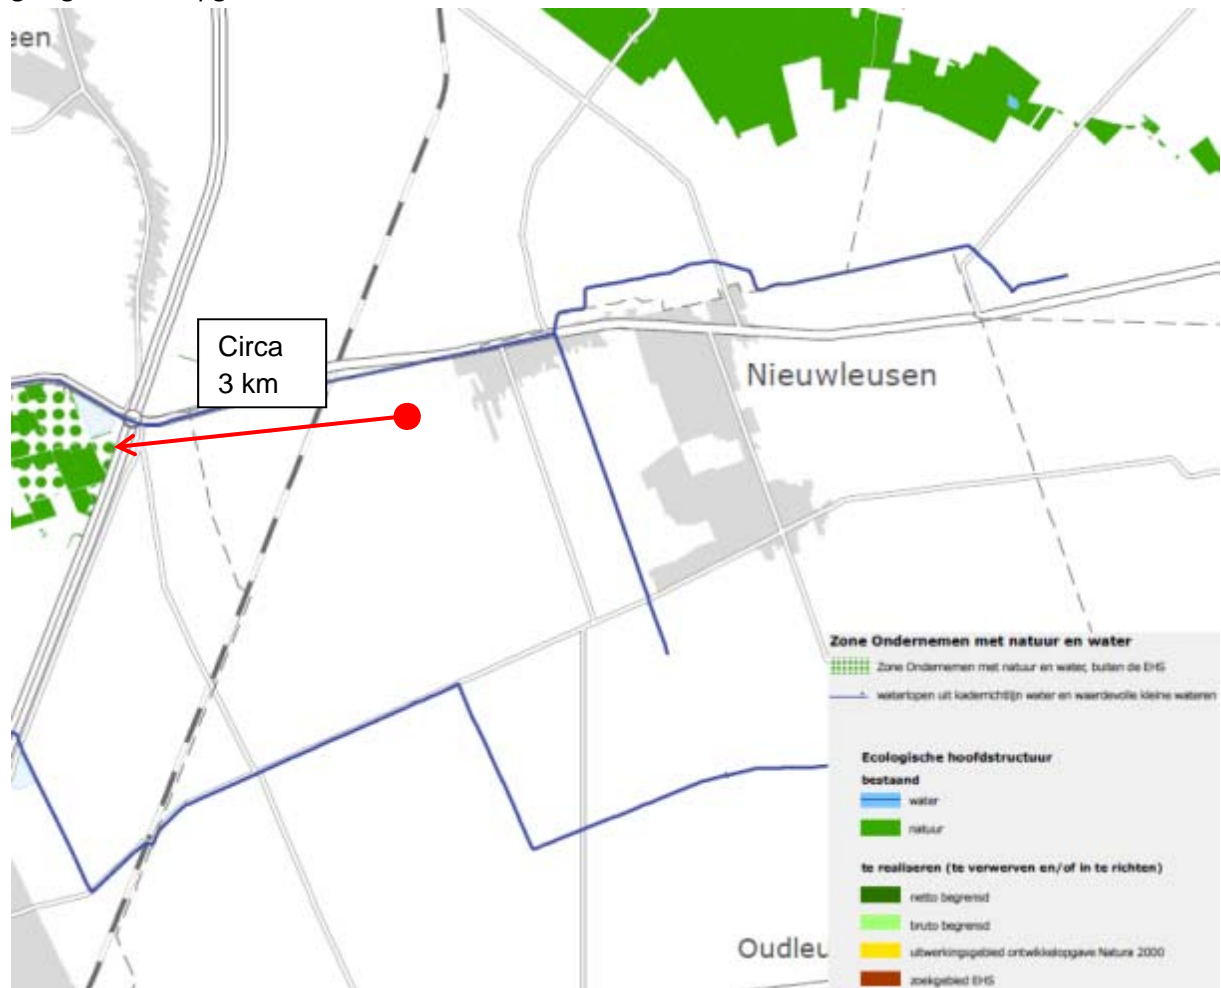 een
Circa
3 km
Nieuwleusen
Zone Ondernemen met natuur en water
Zone Ondernemen met natuur en water, buiten de EHS
waterlopen uit kaderrichtlijn water en waardevolle kleine wateren
Ecologische hoofdstructuur
bestaand
water
natuur
te realiseren (te verwerven en/of in te richten)
netto begrensd
bruto begrensd
Oudleu
uitwerkingsgebied ontwikkelopgave Natura 2000
zoekgebied EHS